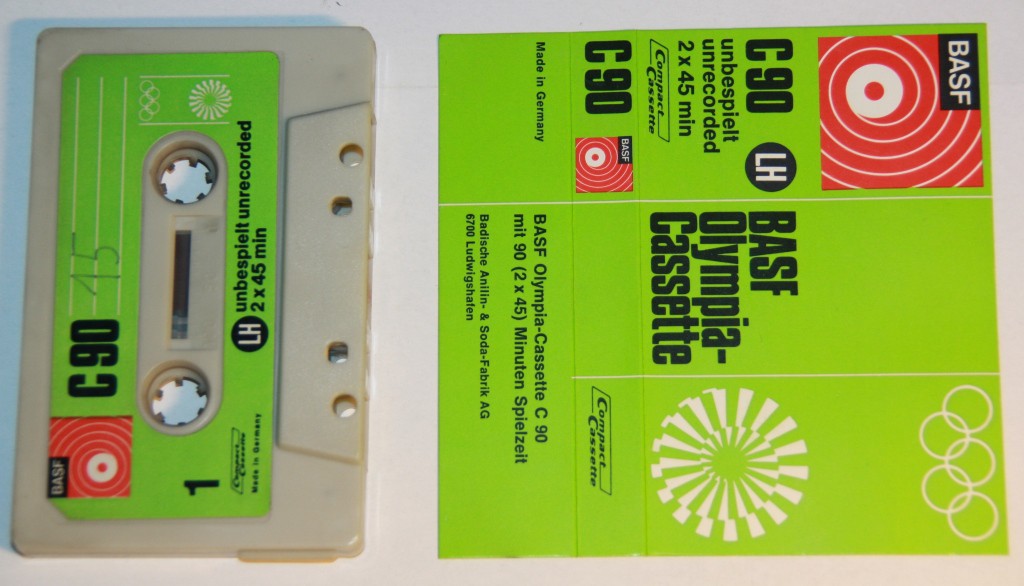 BASF
C 90
15
LH
unbespielt unrecorded
2 x 45 min
1
Compact
Cassette
Made in Germany
BASF
C 90 LH
unbespielt
unrecorded
2 x 45 min
Compact
Cassette
C 90
BASF
Made in Germany
BASF
Olympia-
Cassette
BASF Olympia-Cassette C 90
mit 90 (2 x 45) Minuten Spielzeit
Badische Anilin- & Soda-Fabrik AG
6700 Ludwigshafen
Compact
Cassette